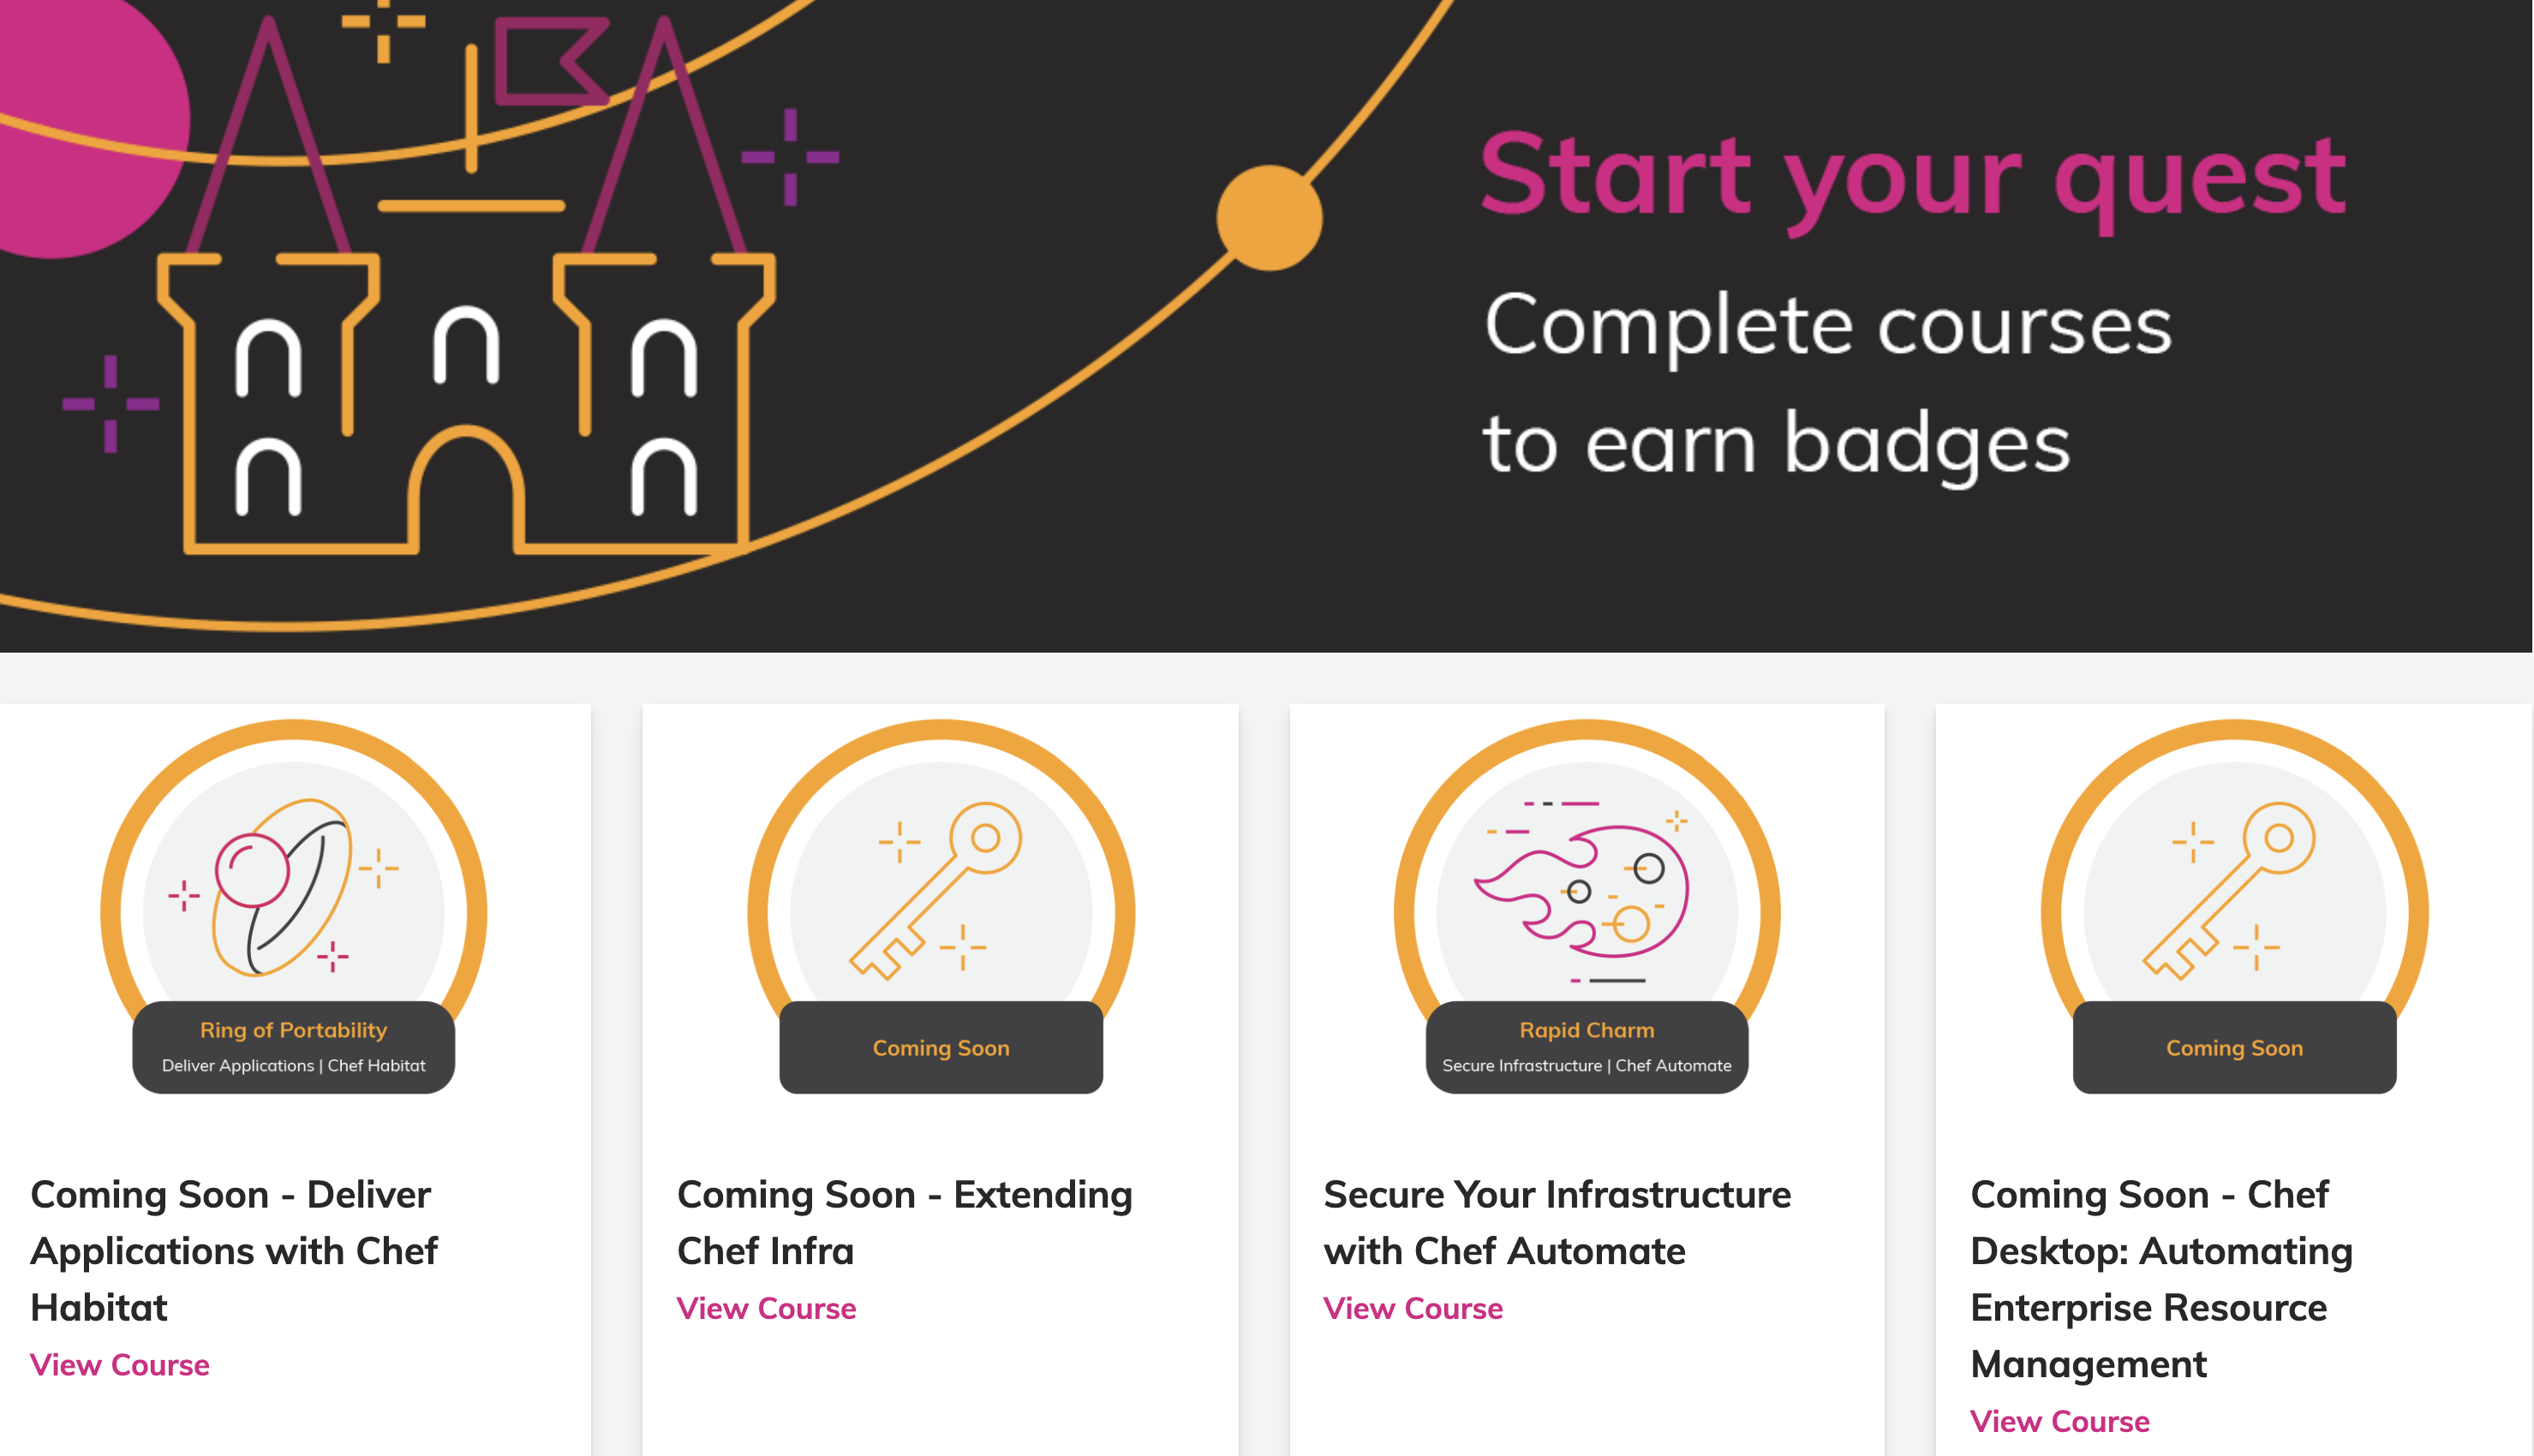 Start your quest
Complete courses
to earn badges
Ring of Portability
Deliver Applications | Chef Habitat
Coming Soon - Deliver
Applications with Chef
Habitat
View Course
Coming Soon
Coming Soon - Extending
Chef Infra
View Course
Rapid Charm
Secure Infrastructure | Chef Automate
Secure Your Infrastructure
with Chef Automate
View Course
Coming Soon
Coming Soon - Chef
Desktop: Automating
Enterprise Resource
Management
View Course